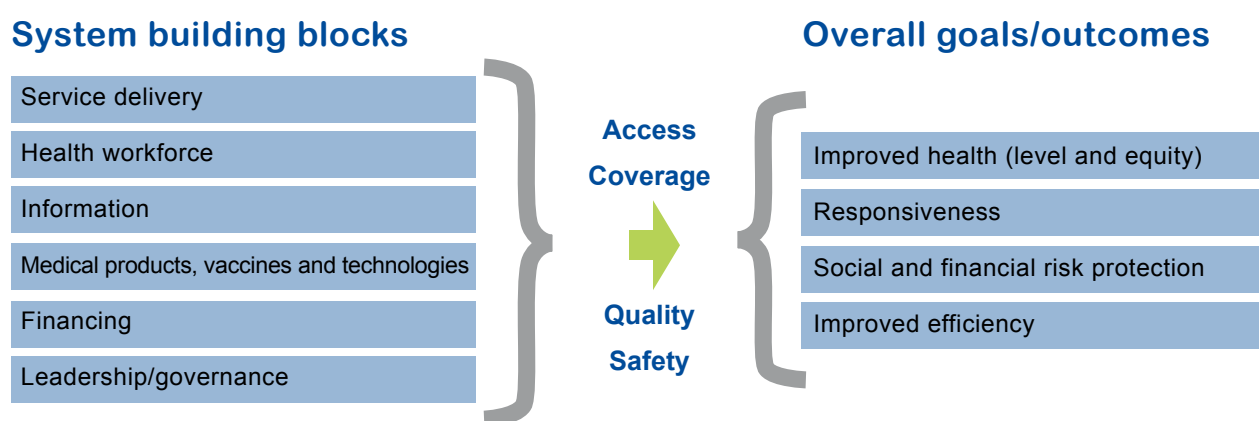 System building blocks
Service delivery
Health workforce
Information
Medical products, vaccines and technologies
Financing
Leadership/governance
Access
Coverage
Quality
Safety
Overall goals/outcomes
Improved health (level and equity)
Responsiveness
Social and financial risk protection
Improved efficiency